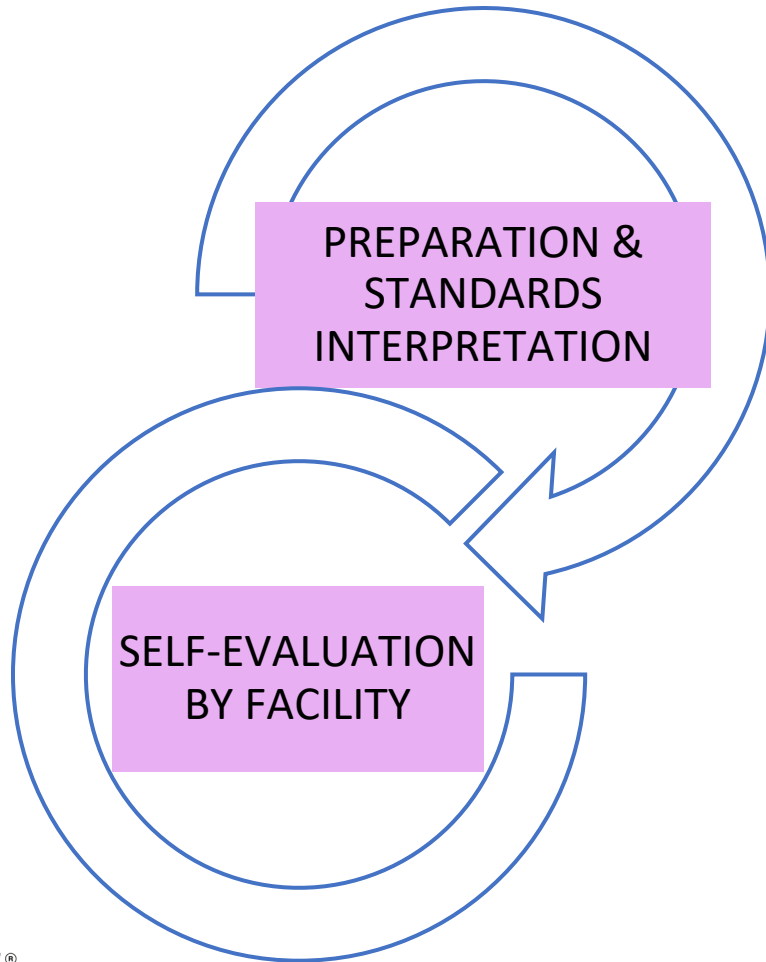 PREPARATION &
STANDARDS
INTERPRETATION
SELF-EVALUATION
BY FACILITY
®